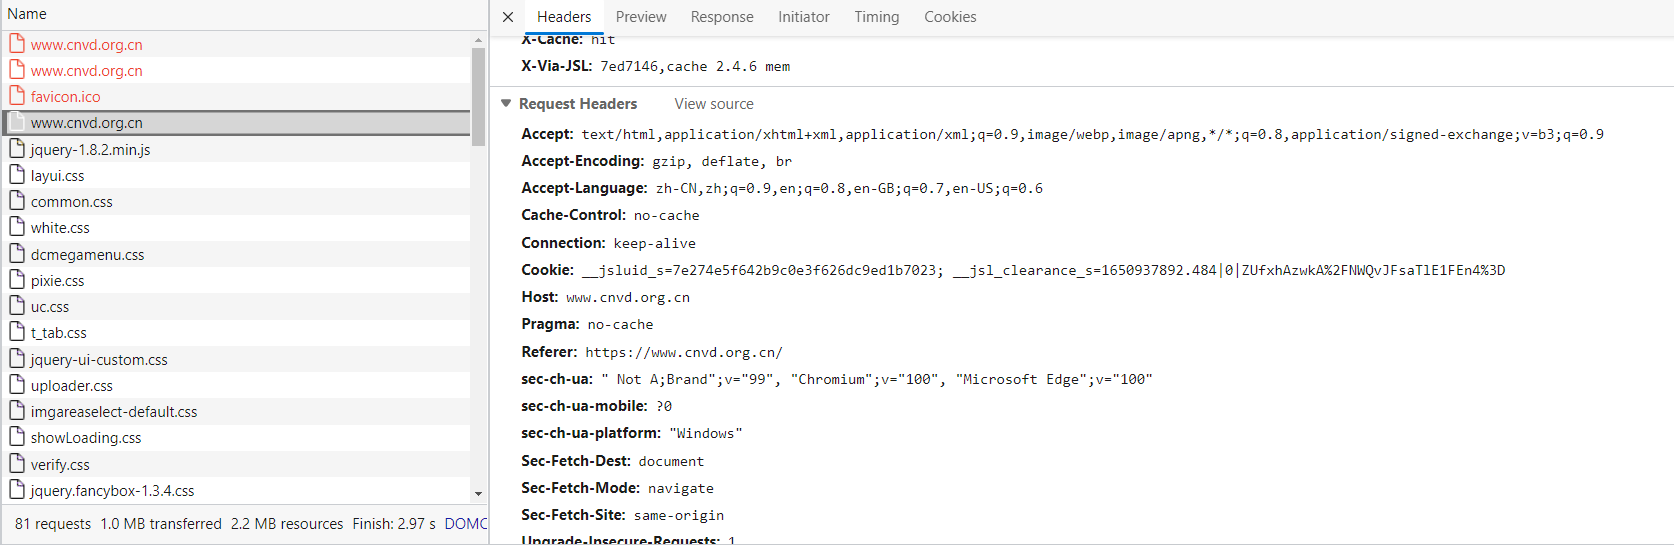 Name
www.cnvd.org.cn
www.cnvd.org.cn
favicon.ico
www.cnvd.org.cn
jquery-1.8.2.min.js
layui.css
common.css
white.css
dcmegamenu.css
pixie.css
uc.css
t_tab.css
jquery-ui-custom.css
uploader.css
imgareaselect-default.css
showLoading.css
verify.css
jquery.fancybox-1.3.4.css
81 requests 1.0 MB transferred 2.2 MB resources Finish: 2.97 s DOMC
Headers Preview Response Initiator Timing Cookies
X-Cache: hit
X-Via-JSL: 7ed7146,cache 2.4.6 mem
Request Headers View source
Accept: text/html,application/xhtml+xml,application/xml;q=0.9,image/webp,image/apng,*/*;q=0.8,application/signed-exchange;v=b3;q=0.9
Accept-Encoding: gzip, deflate, br
Accept-Language: zh-CN,zh;q=0.9,en;q=0.8,en-GB;q=0.7,en-US;q=0.6
Cache-Control: no-cache
Connection: keep-alive
Cookie: __jsluid_s=7e274e5f642b9c0e3f626dc9ed1b7023; __jsl_clearance_s=1650937892.484|0|ZUfxhAzwkA%2FNWQvJFsaTlE1FEn4%3D
Host: www.cnvd.org.cn
Pragma: no-cache
Referer: https://www.cnvd.org.cn/
sec-ch-ua: " Not A;Brand";v="99", "Chromium";v="100", "Microsoft Edge";v="100"
sec-ch-ua-mobile: ?0
sec-ch-ua-platform: "Windows"
Sec-Fetch-Dest: document
Sec-Fetch-Mode: navigate
Sec-Fetch-Site: same-origin
Upgrade-Insecure-Requests: 1